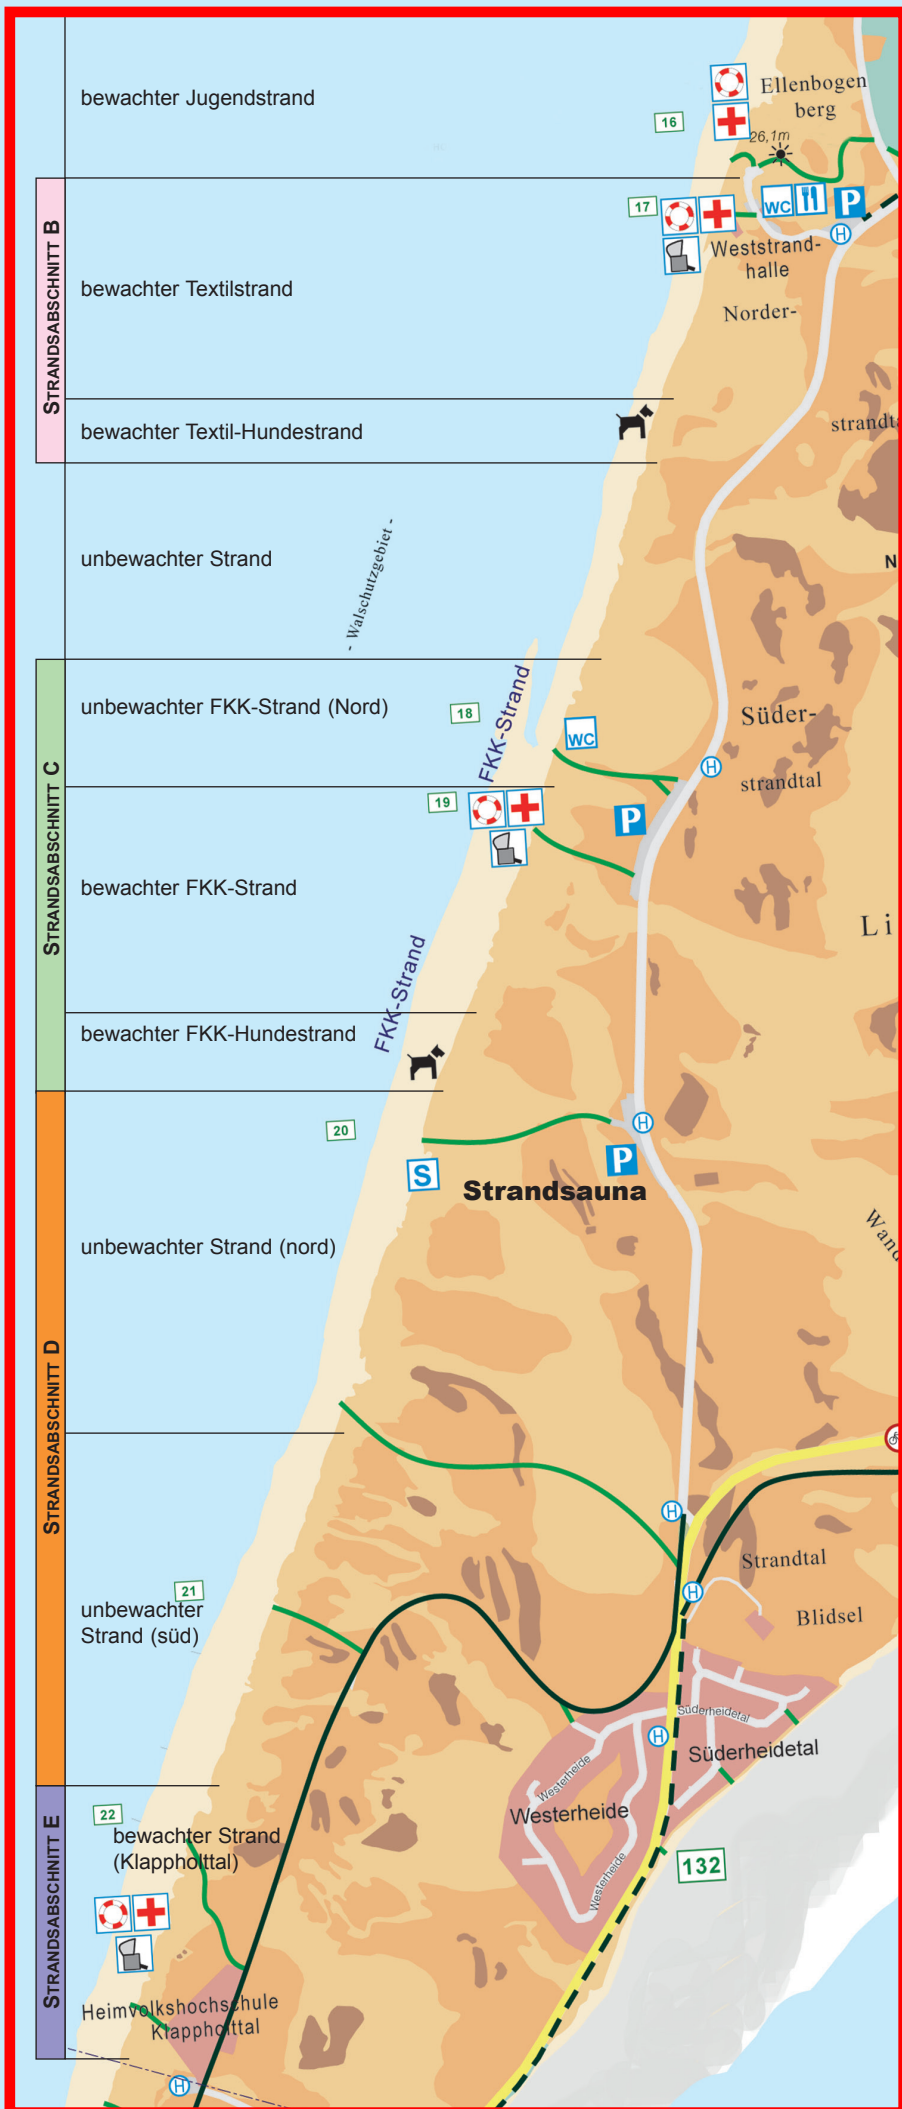 bewachter Jugendstrand
Ellenbogen
berg
16
26,1m
STRANDSABSCHNITT B
17
WC
P
H
Weststrand-
halle
bewachter Textilstrand
Norder-
bewachter Textil-Hundestrand
unbewachter Strand
- Walschutzgebiet -
N
STRANDSABSCHNITT C
unbewachter FKK-Strand (Nord)
18
FKK-Strand
WC
Süder-
strandtal
H
19
P
bewachter FKK-Strand
Li
FKK-Strand
bewachter FKK-Hundestrand
STRANDSABSCHNITT D
20
H
P
S
Strandsauna
unbewachter Strand (nord)
H
Strandtal
H
Blidsel
21
unbewachter
Strand (süd)
Süderheidetal
H
Süderheidetal
Westerheide
Westerheide
Westerheide
132
STRANDSABSCHNITT E
22
bewachter Strand
(Klappholttal)
Heimvolkshochschule
Klappholttal
H